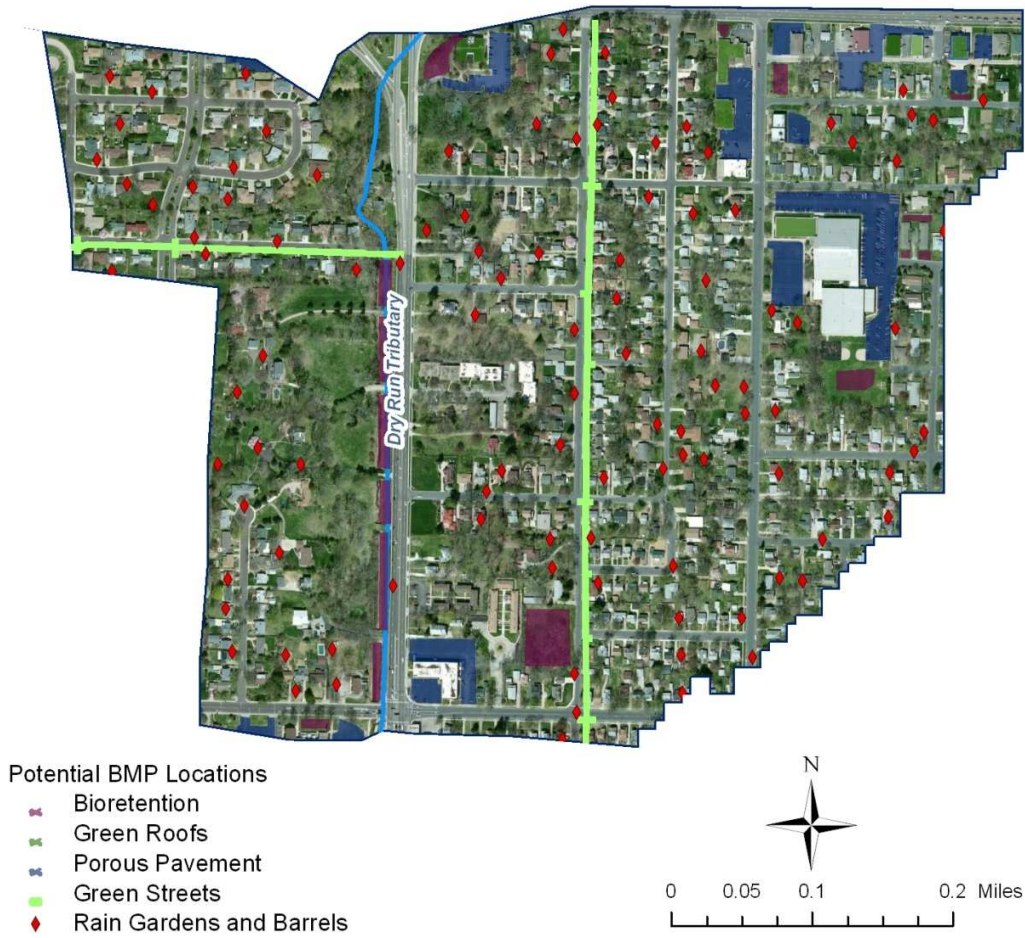 Dry Run Tributary
Potential BMP Locations
Bioretention
Green Roofs
Porous Pavement
Green Streets
Rain Gardens and Barrels
N
0 0.05 0.1 0.2 Miles